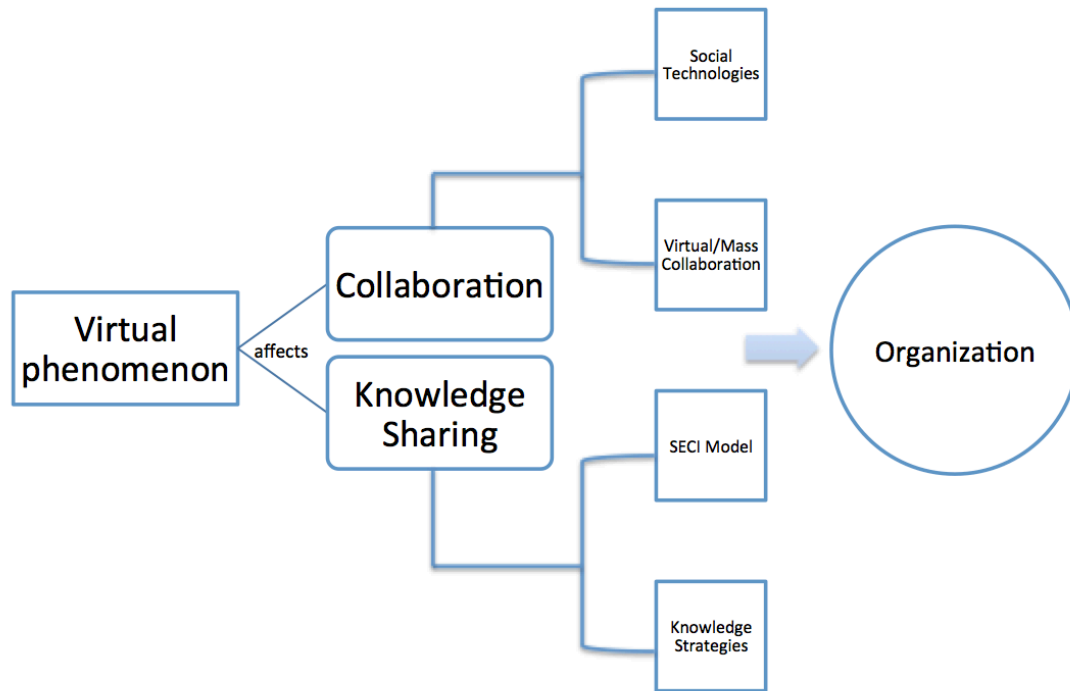 Social
Technologies
Virtual/Mass
Collaboration
Collaboration
Virtual
phenomenon
affects
Organization
Knowledge
Sharing
SECI Model
Knowledge
Strategies